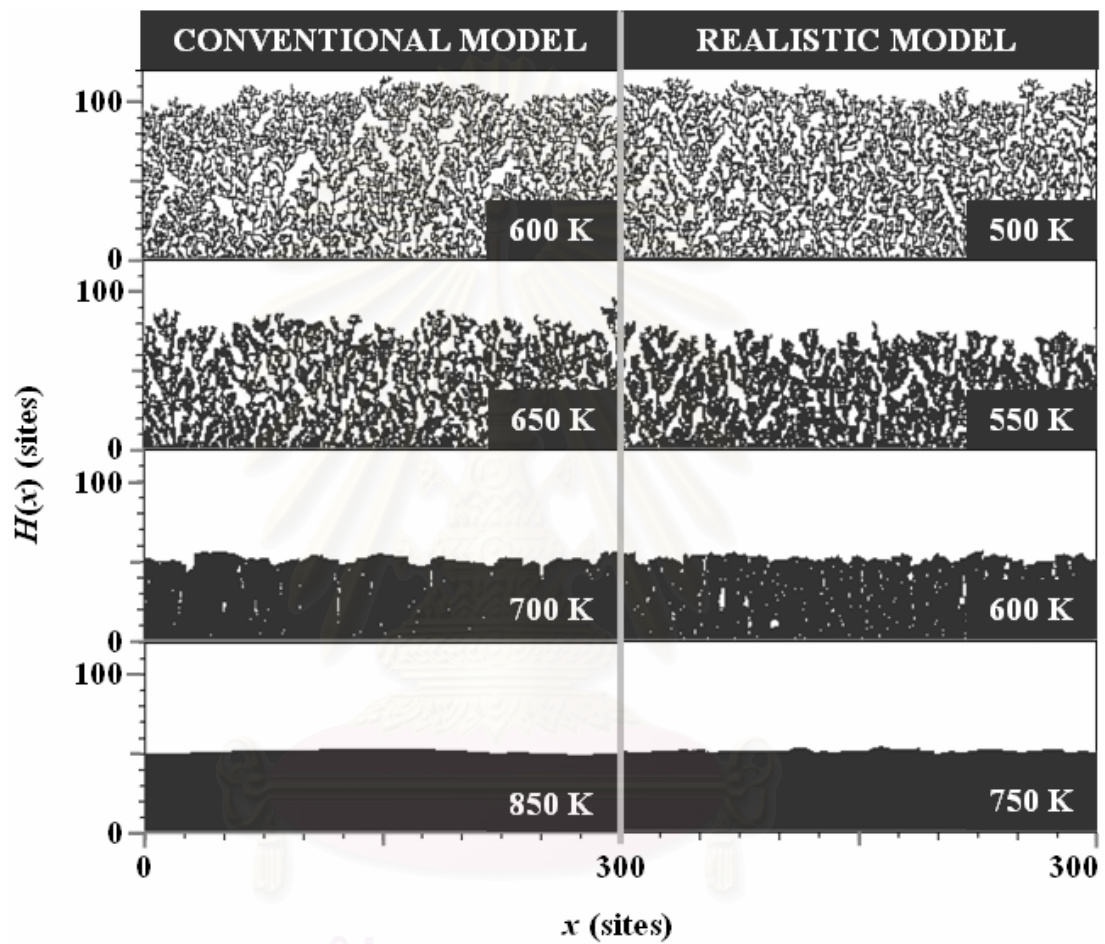 CONVENTIONAL MODEL
REALISTIC MODEL
100
0
600 K
500 K
100
0
650 K
550 K
100
0
700 K
600 K
100
0
850 K
750 K
H(x) (sites)
0
300
300
x (sites)